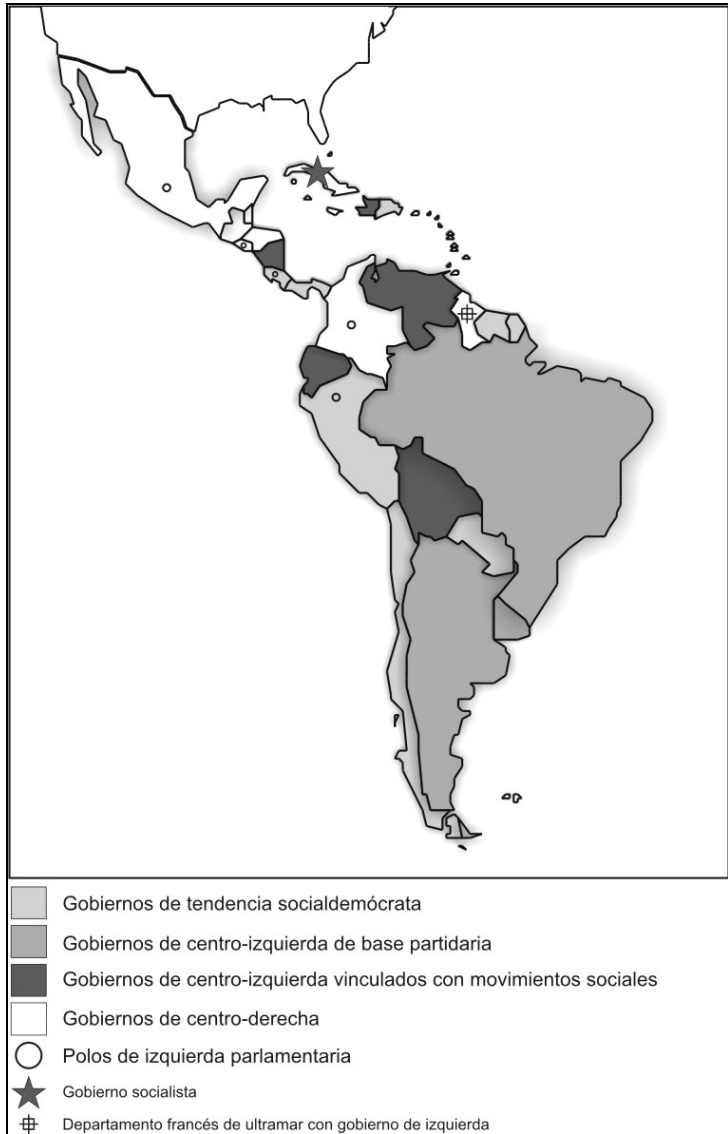 Gobiernos de tendencia socialdemócrata
Gobiernos de centro-izquierda de base partidaria
Gobiernos de centro-izquierda vinculados con movimientos sociales
Gobiernos de centro-derecha
Polos de izquierda parlamentaria
Gobierno socialista
Departamento francés de ultramar con gobierno de izquierda